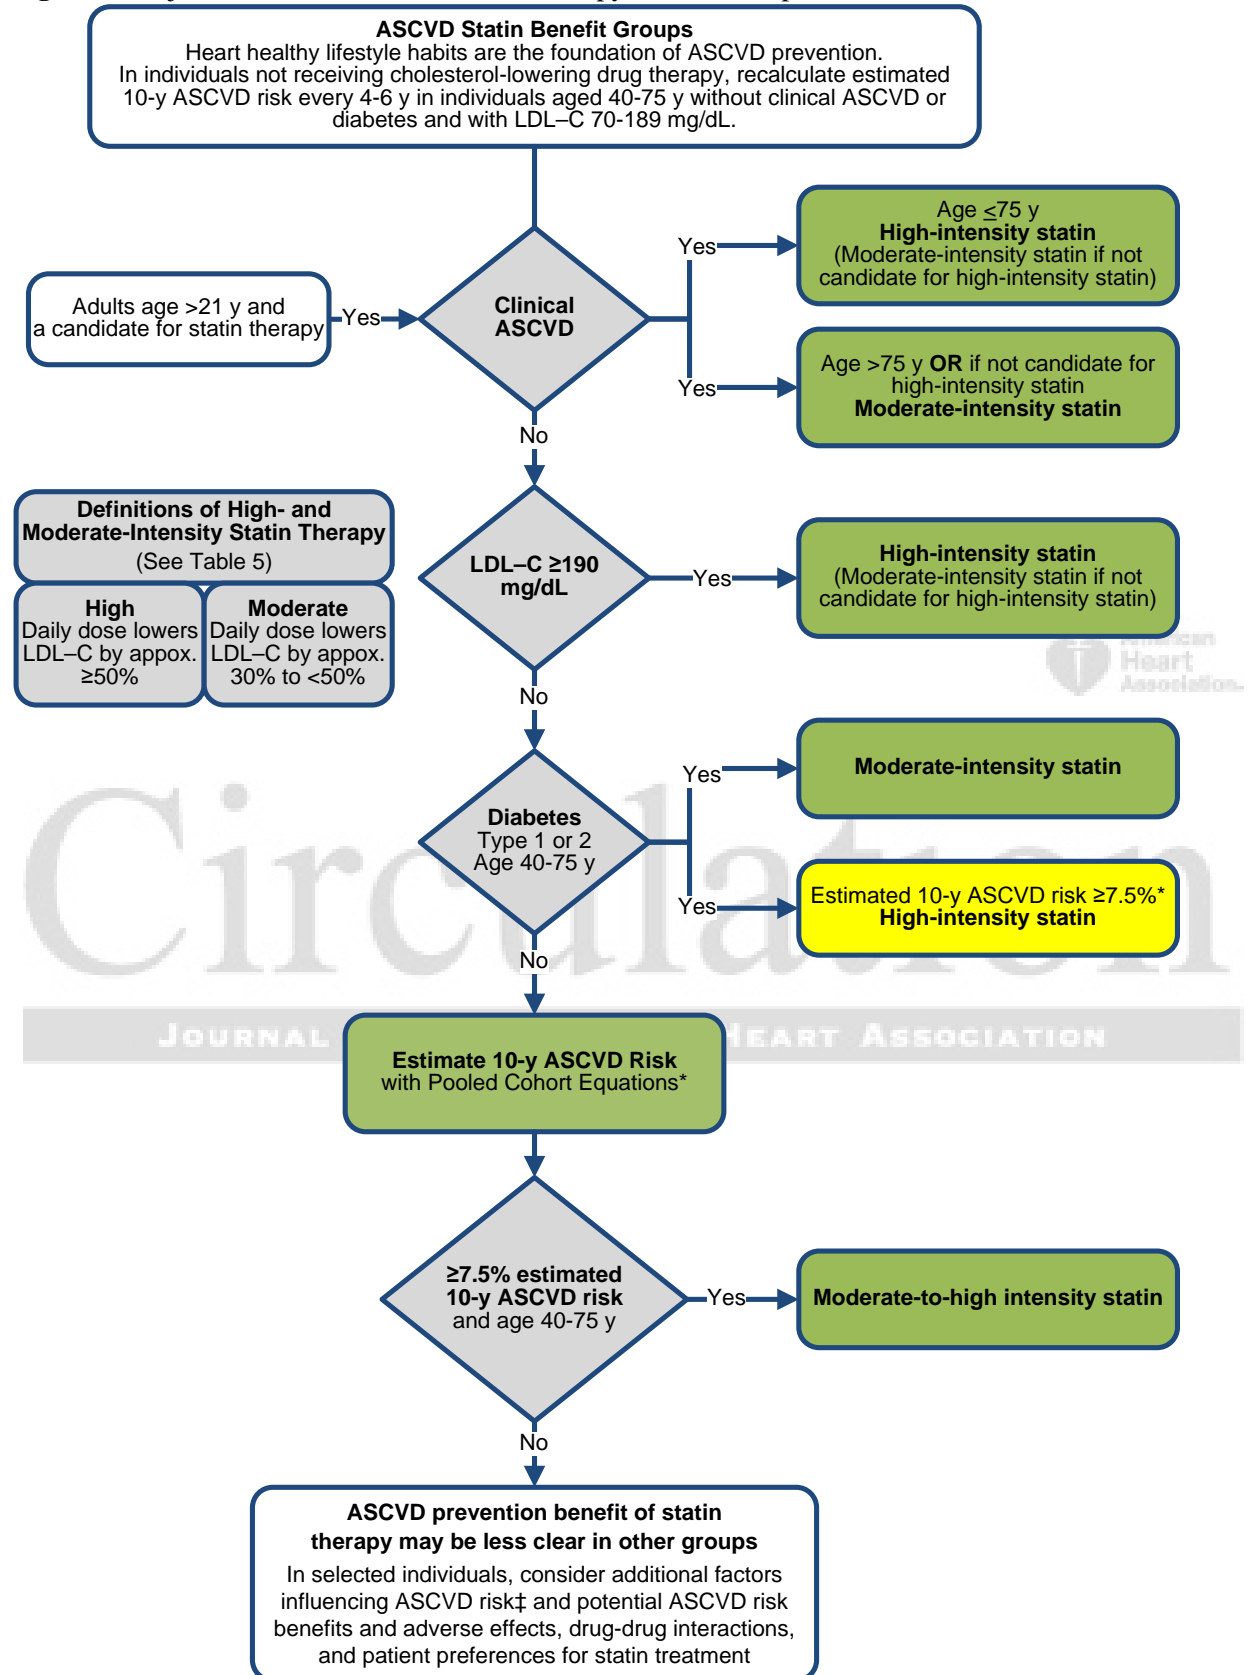 ASCVD Statin Benefit Groups
Heart healthy lifestyle habits are the foundation of ASCVD prevention.
In individuals not receiving cholesterol-lowering drug therapy, recalculate estimated
10-y ASCVD risk every 4-6 y in individuals aged 40-75 y without clinical ASCVD or
diabetes and with LDL–C 70-189 mg/dL.
Adults age >21 y and
a candidate for statin therapy
Yes
Clinical
ASCVD
Yes
Age ≤75 y
High-intensity statin
(Moderate-intensity statin if not
candidate for high-intensity statin)
Yes
Age >75 y OR if not candidate for
high-intensity statin
Moderate-intensity statin
No
Definitions of High- and
Moderate-Intensity Statin Therapy
(See Table 5)
High
Daily dose lowers
LDL–C by appox.
≥50%
Moderate
Daily dose lowers
LDL–C by appox.
30% to <50%
LDL–C ≥190
mg/dL
Yes
High-intensity statin
(Moderate-intensity statin if not
candidate for high-intensity statin)
American
Heart
Association
No
Diabetes
Type 1 or 2
Age 40-75 y
Yes
Moderate-intensity statin
Yes
Estimated 10-y ASCVD risk ≥7.5%*
High-intensity statin
Circulation
No
JOURNAL HEART ASSOCIATION
Estimate 10-y ASCVD Risk
with Pooled Cohort Equations*
≥7.5% estimated
10-y ASCVD risk
and age 40-75 y
Yes
Moderate-to-high intensity statin
No
ASCVD prevention benefit of statin
therapy may be less clear in other groups
In selected individuals, consider additional factors
influencing ASCVD risk‡ and potential ASCVD risk
benefits and adverse effects, drug-drug interactions,
and patient preferences for statin treatment